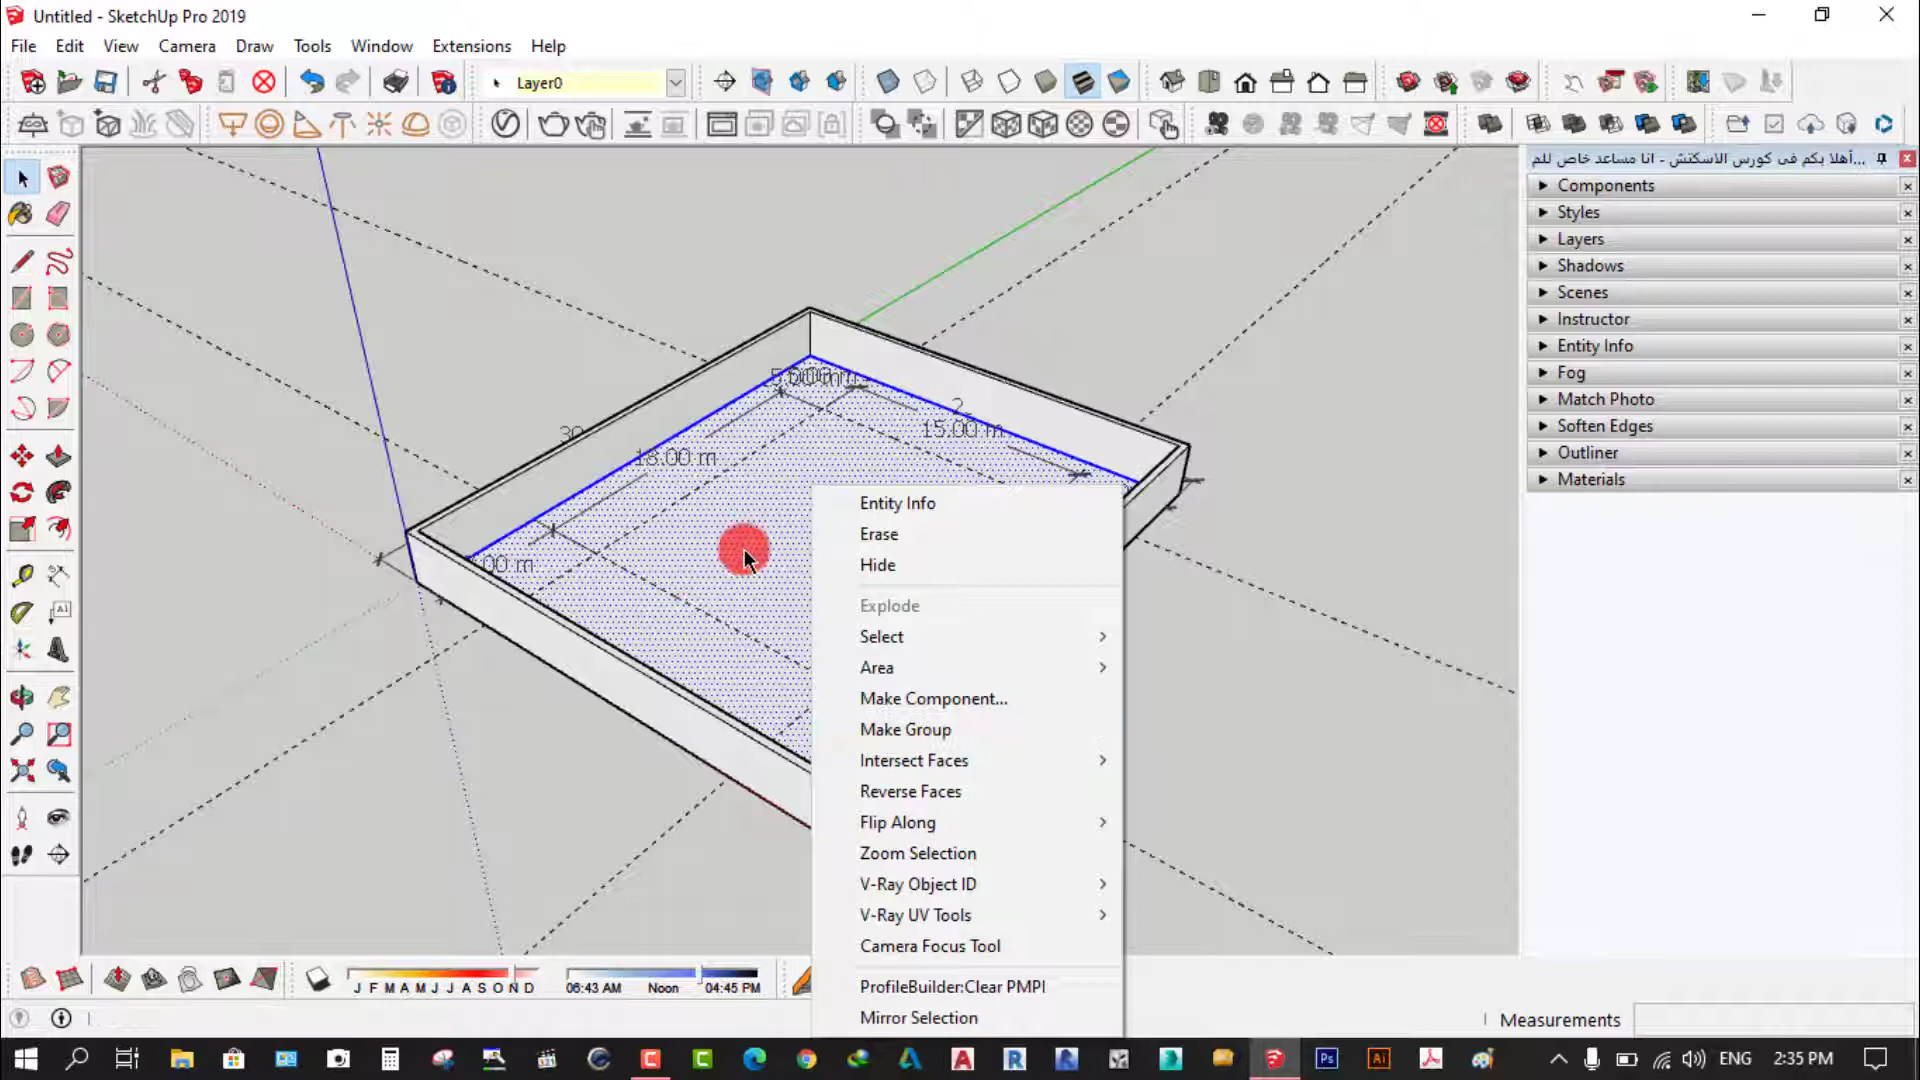 Untitled - SketchUp Pro 2019
File Edit View Camera Draw Tools Window Extensions Help
Layer0
...أهلا بكم فى كورس الاسكتش - انا مساعد خاص للم
Components
Styles
Layers
Shadows
Scenes
Instructor
Entity Info
Fog
Match Photo
Soften Edges
Outliner
Materials
30
18.00 m
2
15.00 m
00 m
Entity Info
Erase
Hide
Explode
Select
Area
Make Component...
Make Group
Intersect Faces
Reverse Faces
Flip Along
Zoom Selection
V-Ray Object ID
V-Ray UV Tools
Camera Focus Tool
ProfileBuilder:Clear PMPI
Mirror Selection
J F M A M J J A S O N D
06:43 AM Noon 04:45 PM
Measurements
ENG 2:35 PM